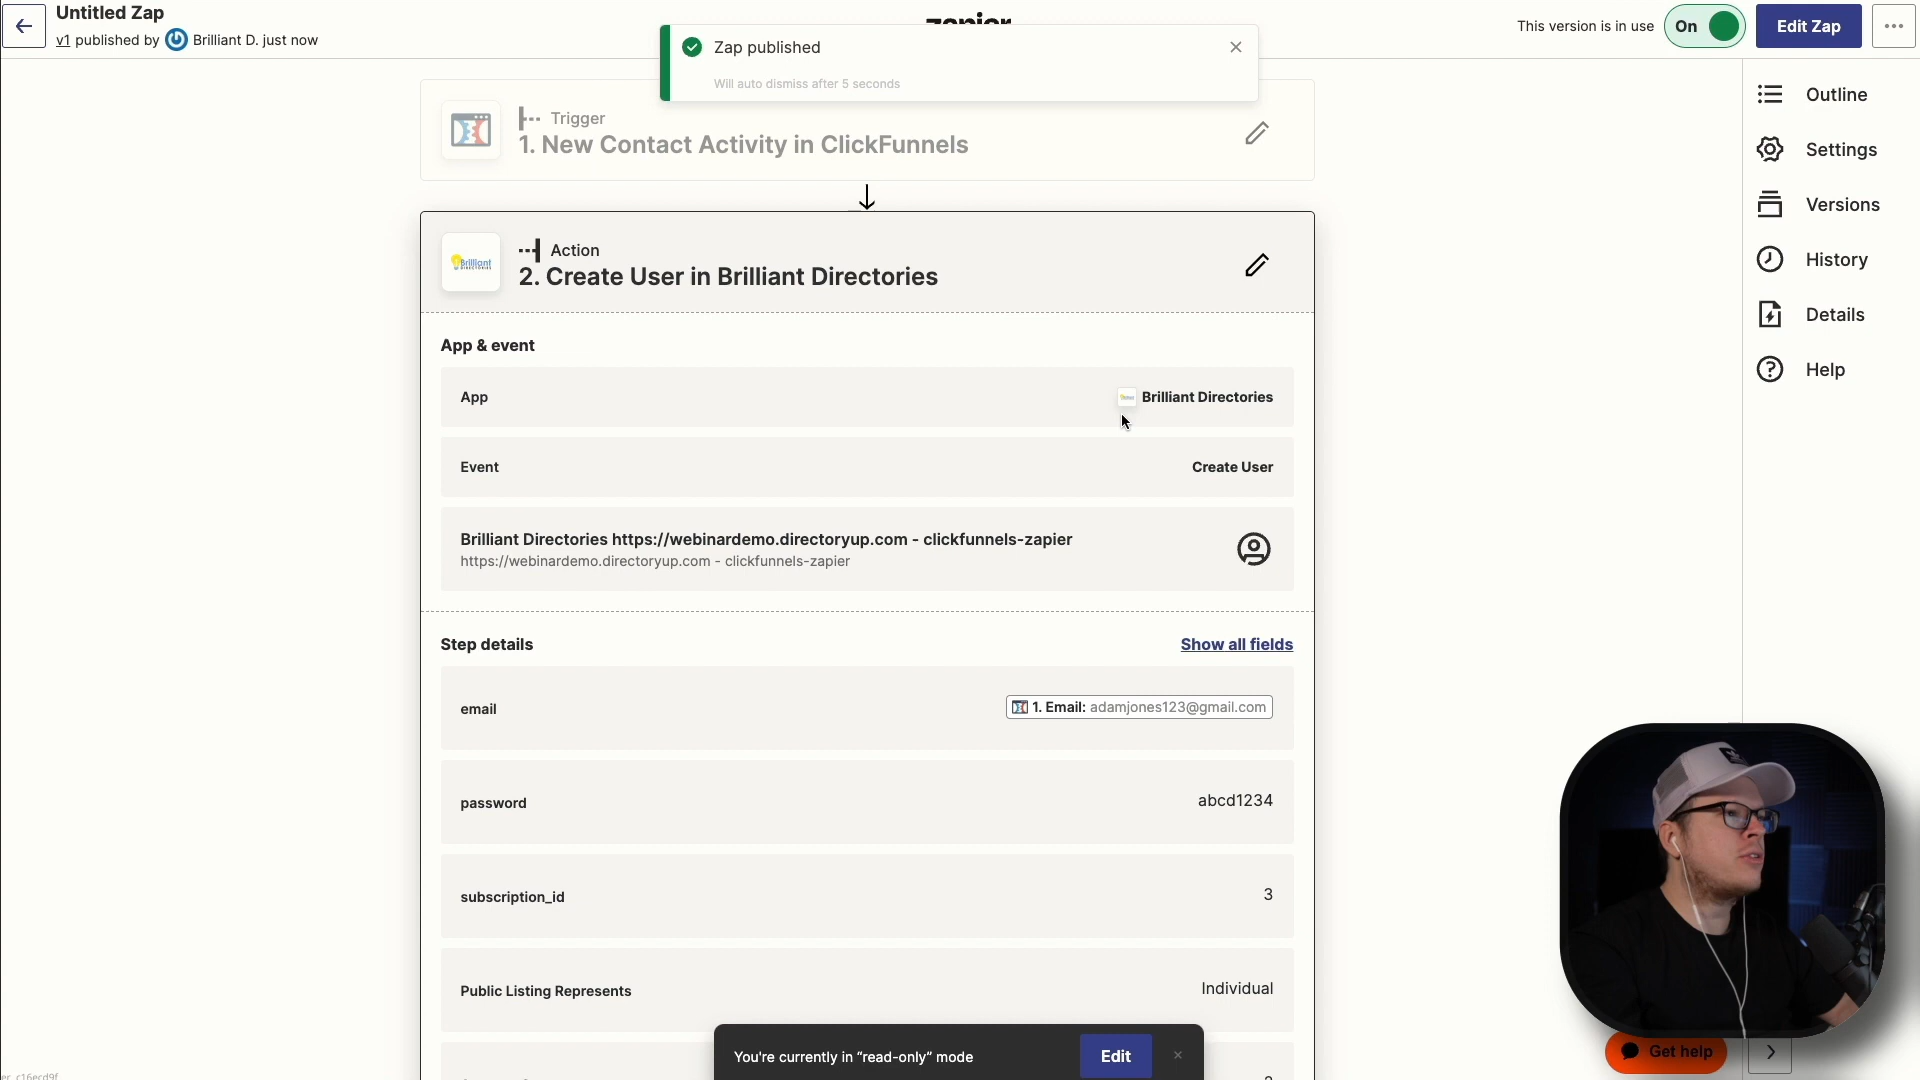 Untitled Zap
v1 published by Brilliant D. just now
zapier
This version is in use
On
Edit Zap
Zap published
Will auto dismiss after 5 seconds
Trigger
1. New Contact Activity in ClickFunnels
Action
2. Create User in Brilliant Directories
Brilliant
DIRECTORIES
App & event
App
Brilliant Directories
Event
Create User
Brilliant Directories https://webinardemo.directoryup.com - clickfunnels-zapier
https://webinardemo.directoryup.com - clickfunnels-zapier
Step details
Show all fields
email
1. Email: adamjones123@gmail.com
password
abcd1234
subscription_id
3
Public Listing Represents
Individual
You're currently in “read-only” mode
Edit
Outline
Settings
Versions
History
Details
Help
Get help